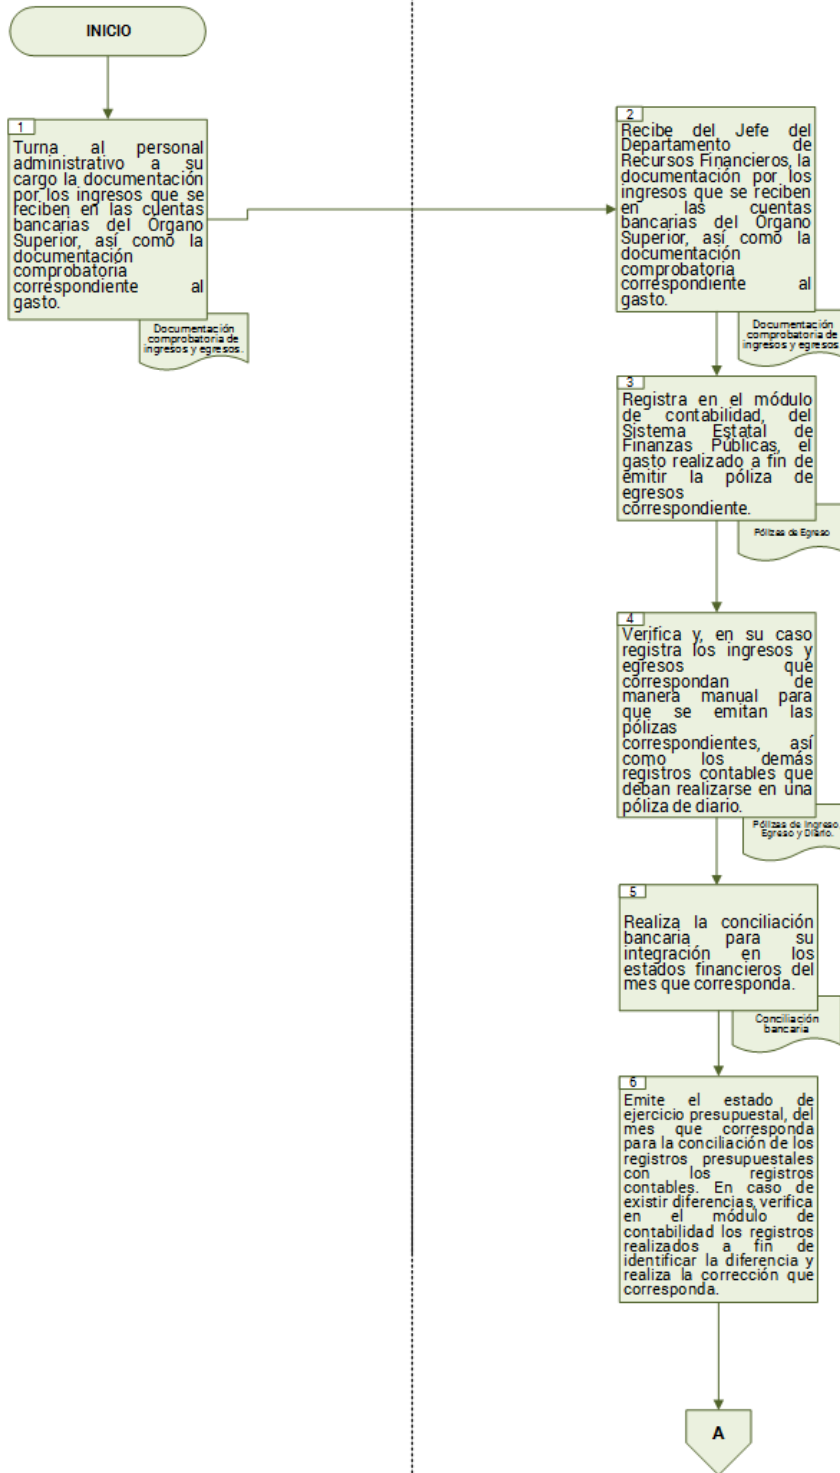 INICIO
1
Turna al personal
administrativo a su
cargo la documentación
por los ingresos que se
reciben en las cuentas
bancarias del Órgano
Superior, así como la
documentación
comprobatoria
correspondiente al
gasto.
Documentación
comprobatoria de
ingresos y egresos.
2
Recibe del Jefe del
Departamento de
Recursos Financieros, la
documentación por los
ingresos que se reciben
en las cuentas
bancarias del Órgano
Superior, así como la
documentación
comprobatoria
correspondiente al
gasto.
Documentación
comprobatoria de
ingresos y egresos
3
Registra en el módulo
de contabilidad, del
Sistema Estatal de
Finanzas Públicas, el
gasto realizado a fin de
emitir la póliza de
egresos
correspondiente.
Pólizas de Egreso
4
Verifica y, en su caso
registra los ingresos y
egresos que
correspondan de
manera manual para
que se emitan las
pólizas
correspondientes, así
como los demás
registros contables que
deban realizarse en una
póliza de diario.
Pólizas de Ingreso,
Egreso y Diario.
5
Realiza la conciliación
bancaria para su
integración en los
estados financieros del
mes que corresponda.
Conciliación
bancaria
6
Emite el estado de
ejercicio presupuestal, del
mes que corresponda
para la conciliación de los
registros presupuestales
con los registros
contables. En caso de
existir diferencias, verifica
en el módulo de
contabilidad los registros
realizados a fin de
identificar la diferencia y
realiza la corrección que
corresponda.
A